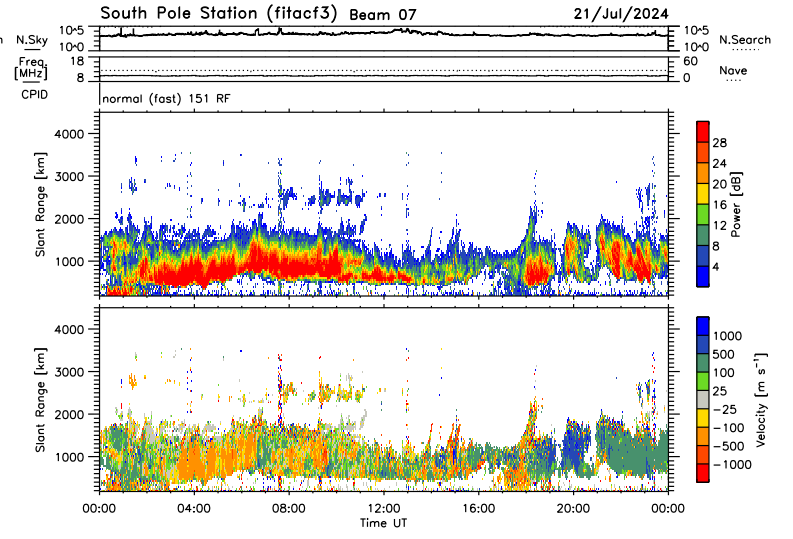 South Pole Station (fitacf3) Beam 07 21/Jul/2024
N.Sky 10^5 10^0 10^5 10^0 N.Search
Freq. [MHz] 18 8 60 0 Nave
CPID normal (fast) 151 RF
Slant Range [km]
4000
3000
2000
1000
Power [dB]
28
24
20
16
12
8
4
Slant Range [km]
4000
3000
2000
1000
Velocity [m s⁻¹]
1000
500
100
25
-25
-100
-500
-1000
00:00 04:00 08:00 12:00 16:00 20:00 00:00
Time UT